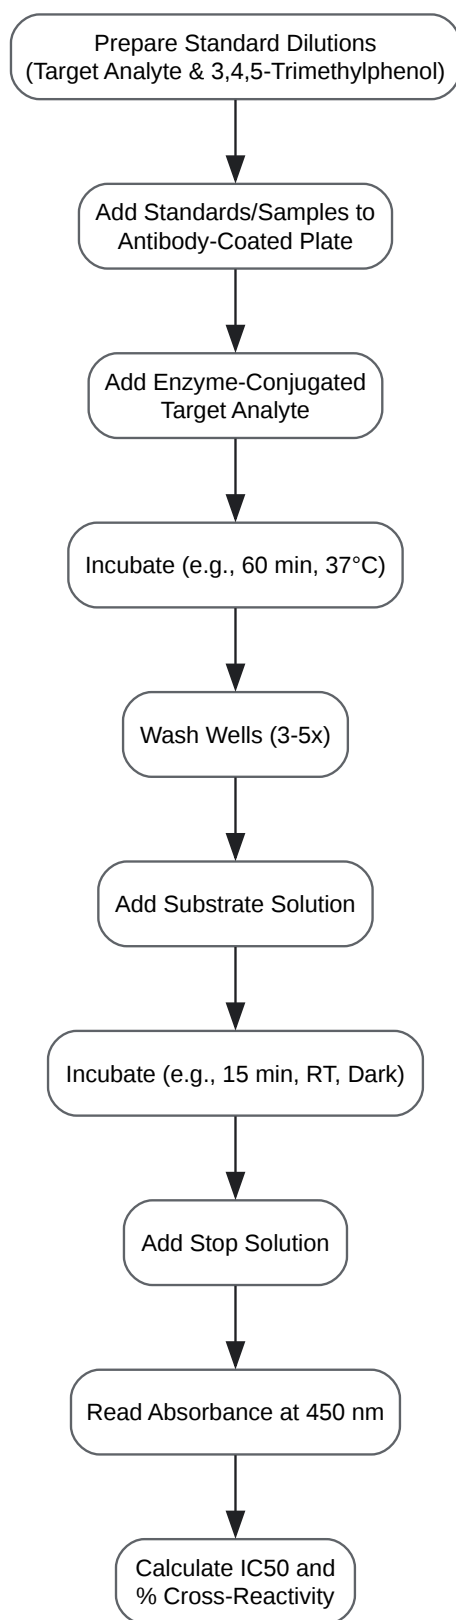 Prepare Standard Dilutions
(Target Analyte & 3,4,5-Trimethylphenol)
Add Standards/Samples to
Antibody-Coated Plate
Add Enzyme-Conjugated
Target Analyte
Incubate (e.g., 60 min, 37°C)
Wash Wells (3-5x)
Add Substrate Solution
Incubate (e.g., 15 min, RT, Dark)
Add Stop Solution
Read Absorbance at 450 nm
Calculate IC50 and
% Cross-Reactivity